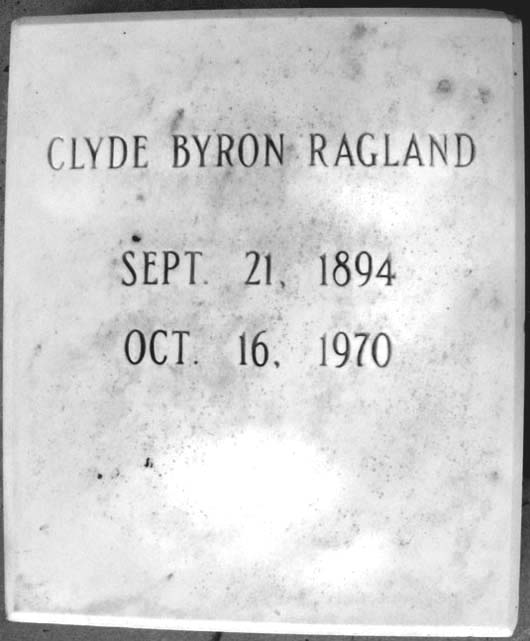 CLYDE BYRON RAGLAND
SEPT. 21, 1894
OCT. 16, 1970